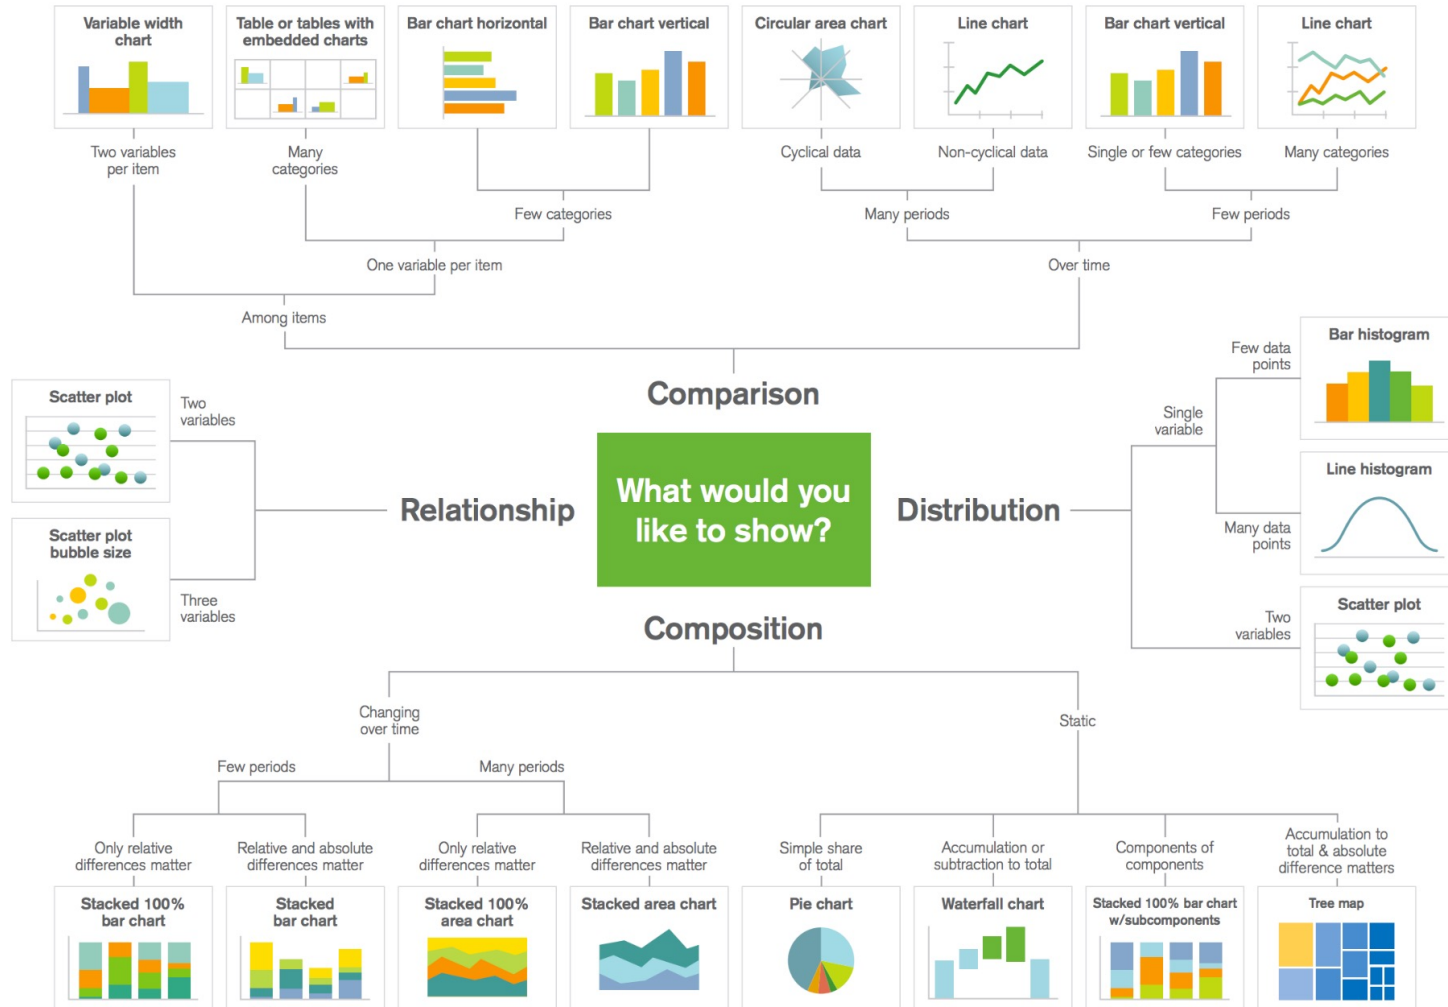 Variable width
chart
Table or tables with
embedded charts
Bar chart horizontal
Bar chart vertical
Circular area chart
Line chart
Bar chart vertical
Line chart
Two variables
per item
Many
categories
Cyclical data
Non-cyclical data
Single or few categories
Many categories
Few categories
Many periods
Few periods
One variable per item
Over time
Among items
Comparison
Scatter plot
Two
variables
Scatter plot
bubble size
Three
variables
Relationship
What would you
like to show?
Distribution
Single
variable
Few data
points
Bar histogram
Many data
points
Line histogram
Two
variables
Scatter plot
Composition
Changing
over time
Static
Few periods
Many periods
Only relative
differences matter
Relative and absolute
differences matter
Only relative
differences matter
Relative and absolute
differences matter
Simple share
of total
Accumulation or
subtraction to total
Components of
components
Accumulation to
total & absolute
difference matters
Stacked 100%
bar chart
Stacked
bar chart
Stacked 100%
area chart
Stacked area chart
Pie chart
Waterfall chart
Stacked 100% bar chart
w/subcomponents
Tree map